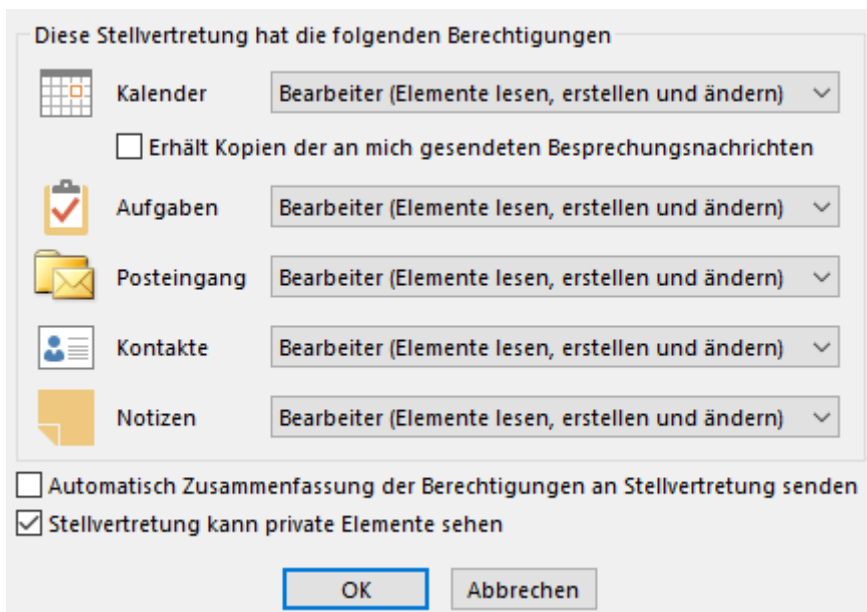 Diese Stellvertretung hat die folgenden Berechtigungen
Kalender Bearbeiter (Elemente lesen, erstellen und ändern)
Erhält Kopien der an mich gesendeten Besprechungsnachrichten
Aufgaben Bearbeiter (Elemente lesen, erstellen und ändern)
Posteingang Bearbeiter (Elemente lesen, erstellen und ändern)
Kontakte Bearbeiter (Elemente lesen, erstellen und ändern)
Notizen Bearbeiter (Elemente lesen, erstellen und ändern)
Automatisch Zusammenfassung der Berechtigungen an Stellvertretung senden
Stellvertretung kann private Elemente sehen
OK Abbrechen